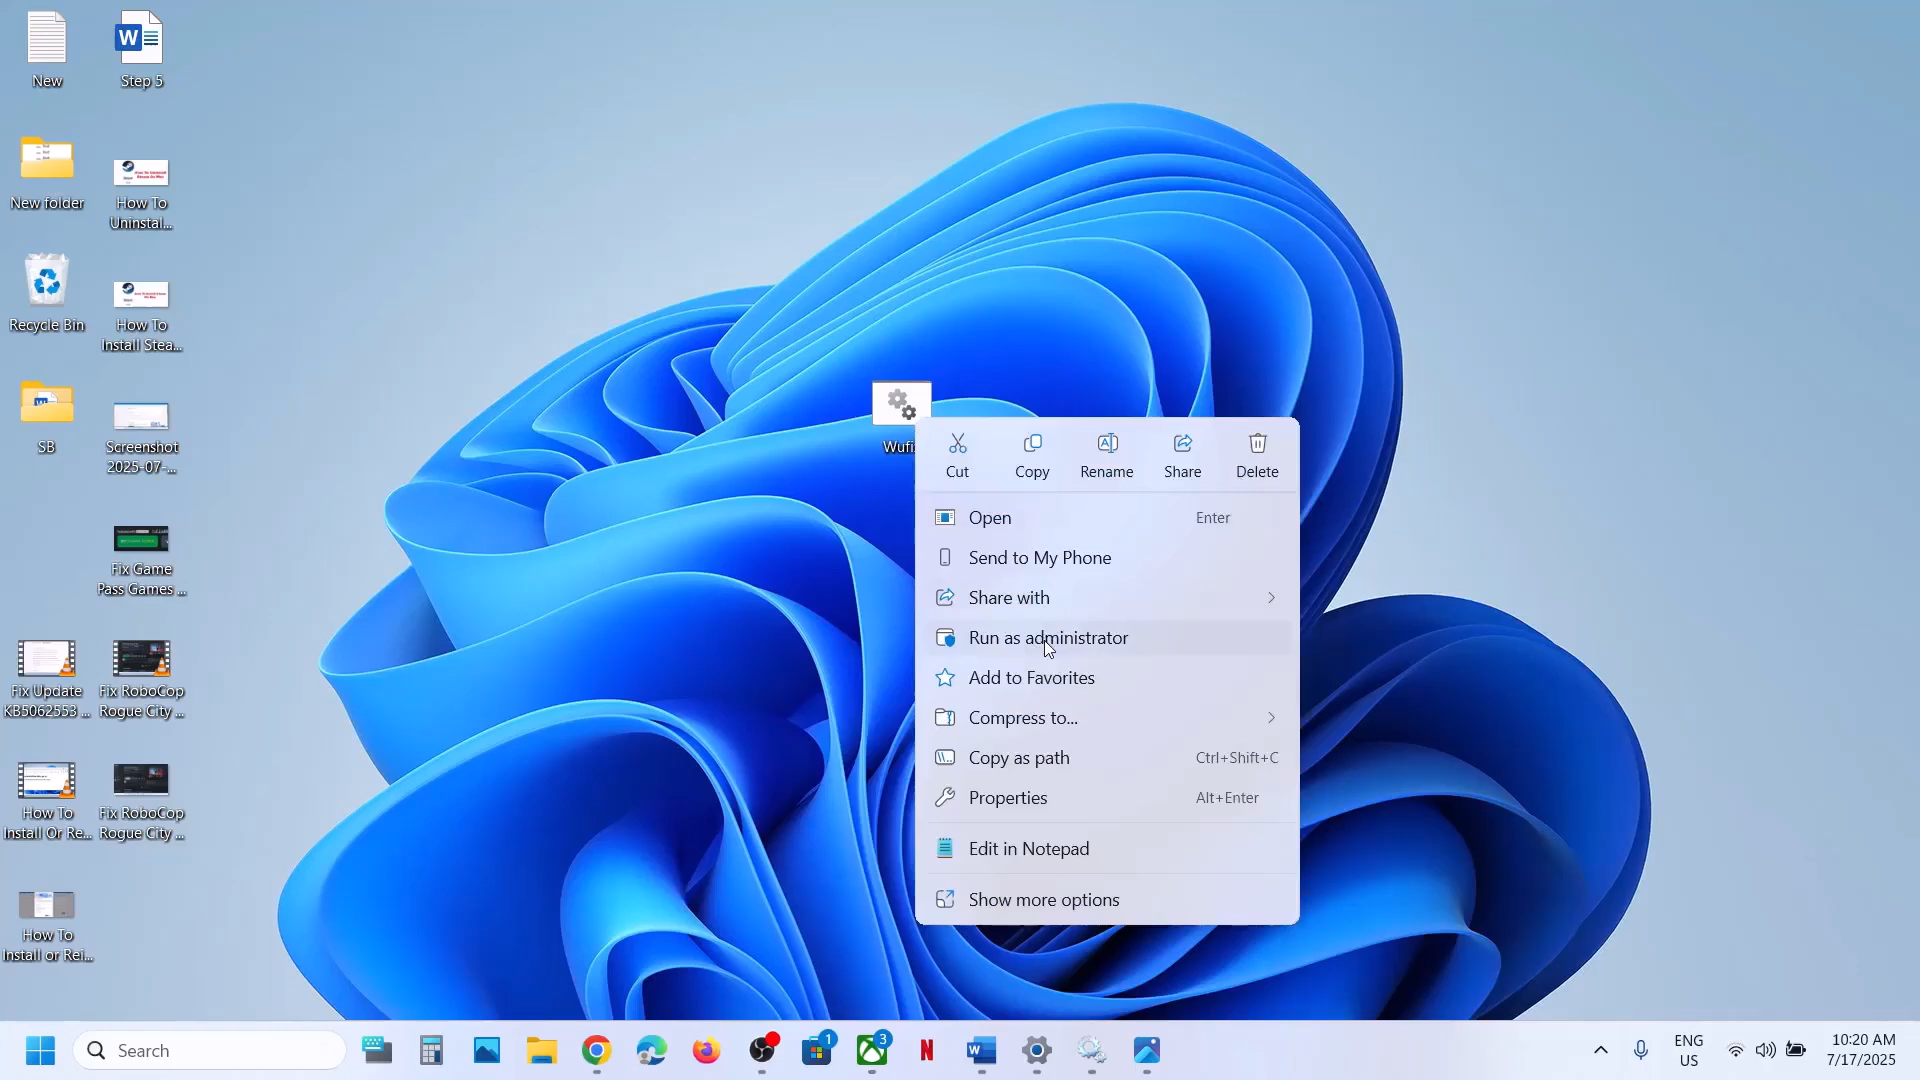 New
Step 5
New folder
How To
Uninstal...
Recycle Bin
How To
Install Stea...
SB
Screenshot
2025-07-...
Fix Game
Pass Games ...
Fix Update
KB5062553 ...
Fix RoboCop
Rogue City ...
How To
Install Or Re...
Fix RoboCop
Rogue City ...
How To
Install or Rei...
Wufi
Cut
Copy
Rename
Share
Delete
Open Enter
Send to My Phone
Share with
Run as administrator
Add to Favorites
Compress to...
Copy as path Ctrl+Shift+C
Properties Alt+Enter
Edit in Notepad
Show more options
Search
1
3
ENG
US
10:20 AM
7/17/2025